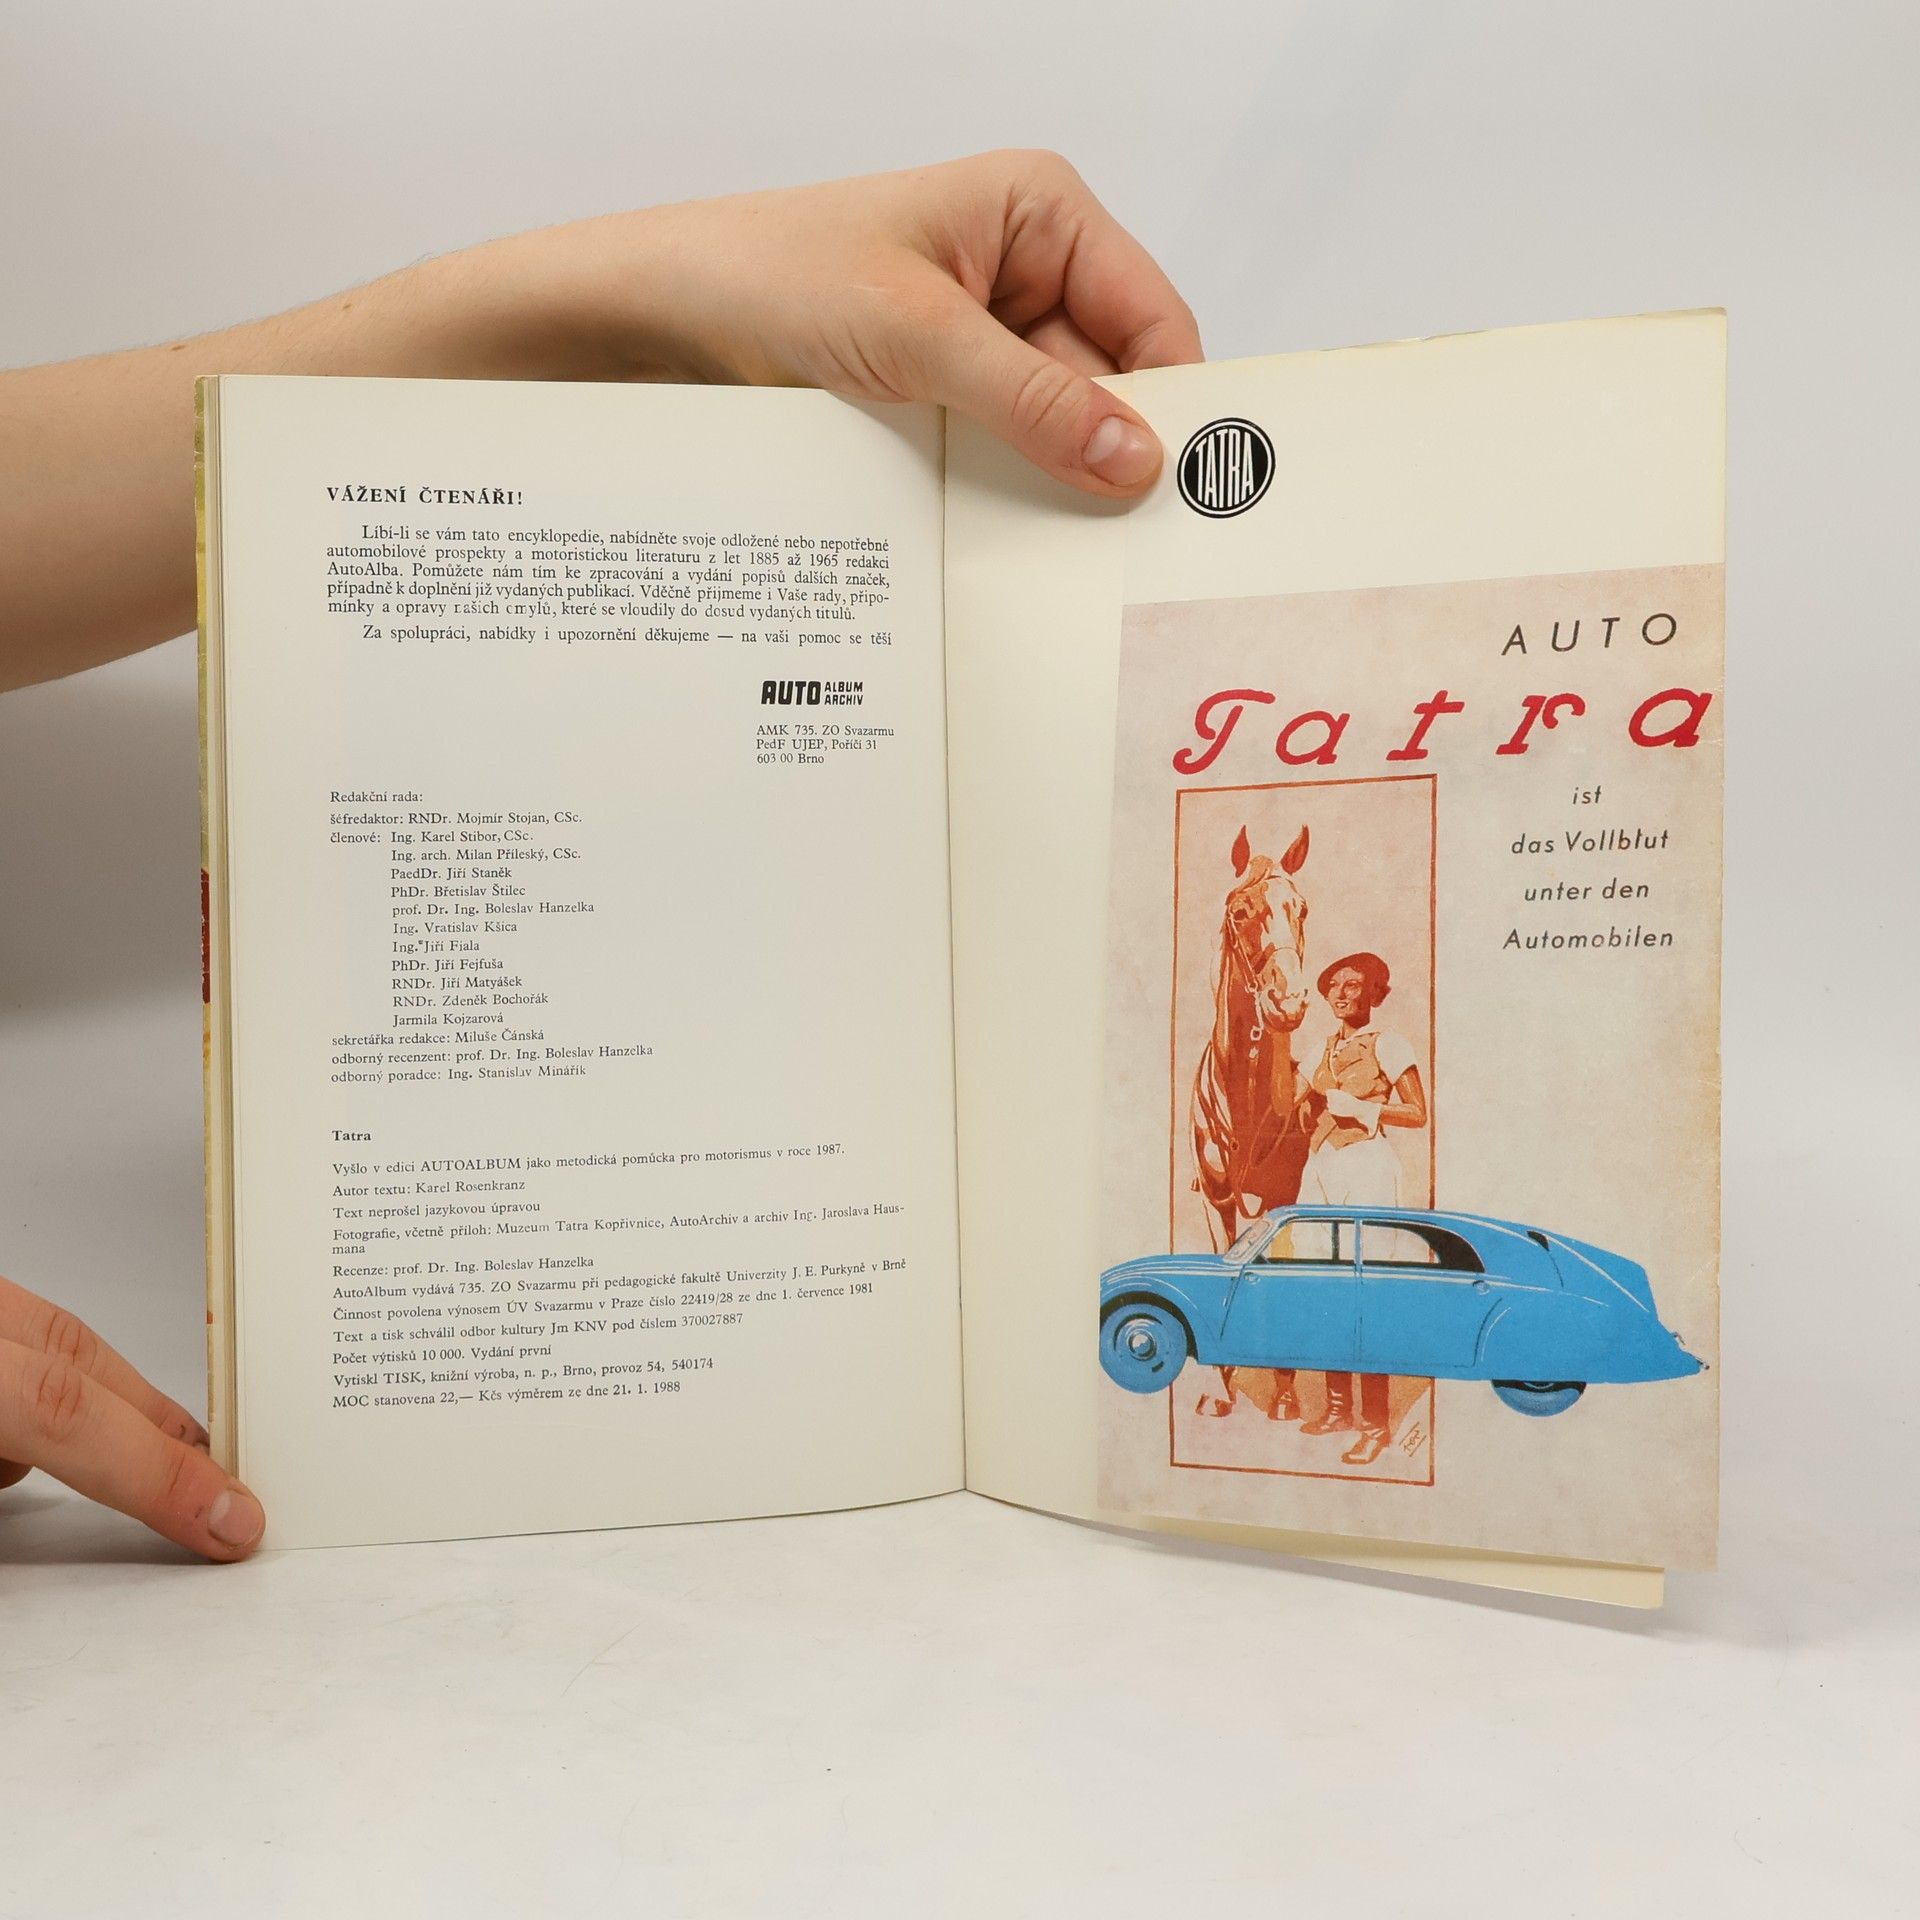 VÁŽENÍ ČTENÁŘI!
Líbí-li se vám tato encyklopedie, nabídněte svoje odložené nebo nepotřebné
automobilové prospekty a motoristickou literaturu z let 1885 až 1965 redakci
AutoAlba. Pomůžete nám tím ke zpracování a vydání popisů dalších značek,
případně k doplnění již vydaných publikací. Vděčně přijmeme i Vaše rady, připo-
mínky a opravy našich omylů, které se vloudily do dosud vydaných titulů.
Za spolupráci, nabídky i upozornění děkujeme — na vaši pomoc se těší
AUTO ALBUM
ARCHIV
AMK 735. ZO Svazarmu
PedF UJEP, Poříčí 31
603 00 Brno
Redakční rada:
šéfredaktor: RNDr. Mojmír Stojan, CSc.
členové: Ing. Karel Stibor, CSc.
Ing. arch. Milan Příleský, CSc.
PaedDr. Jiří Staněk
PhDr. Břetislav Štilec
prof. Dr. Ing. Boleslav Hanzelka
Ing. Vratislav Kšica
Ing. Jiří Fiala
PhDr. Jiří Fejfuša
RNDr. Jiří Matyášek
RNDr. Zdeněk Bochořák
Jarmila Kojzarová
sekretářka redakce: Miluše Čánská
odborný recenzent: prof. Dr. Ing. Boleslav Hanzelka
odborný poradce: Ing. Stanislav Minářík
Tatra
Vyšlo v edici AUTOALBUM jako metodická pomůcka pro motorismus v roce 1987.
Autor textu: Karel Rosenkranz
Text neprošel jazykovou úpravou
Fotografie, včetně příloh: Muzeum Tatra Kopřivnice, AutoArchiv a archiv Ing. Jaroslava Haus-
mana
Recenze: prof. Dr. Ing. Boleslav Hanzelka
AutoAlbum vydává 735. ZO Svazarmu při pedagogické fakultě Univerzity J. E. Purkyně v Brně
Činnost povolena výnosem ÚV Svazarmu v Praze číslo 22419/28 ze dne 1. července 1981
Text a tisk schválil odbor kultury Jm KNV pod číslem 370027887
Počet výtisků 10 000. Vydání první
Vytiskl TISK, knižní výroba, n. p., Brno, provoz 54, 540174
MOC stanovena 22,— Kčs výměrem ze dne 21. 1. 1988
TATRA
AUTO
Tatra
ist
das Vollblut
unter den
Automobilen